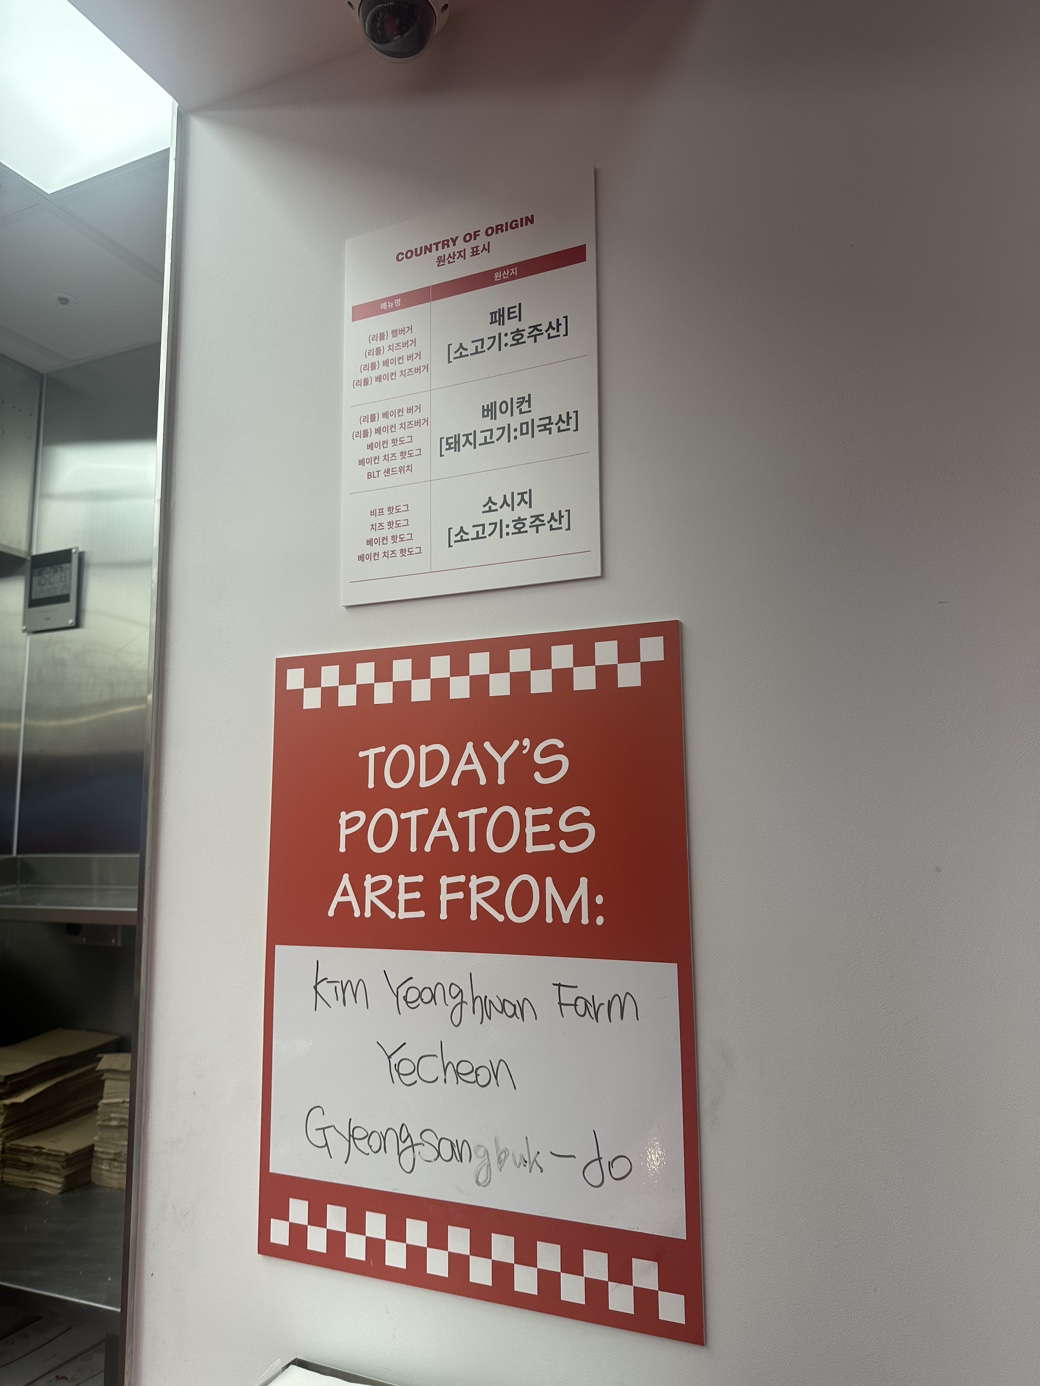 COUNTRY OF ORIGIN
원산지 표시
메뉴명
원산지
(리틀) 햄버거
(리틀) 치즈버거
(리틀) 베이컨 버거
(리틀) 베이컨 치즈버거
패티
[소고기:호주산]
(리틀) 베이컨 버거
(리틀) 베이컨 치즈버거
베이컨 핫도그
베이컨 치즈 핫도그
BLT 샌드위치
베이컨
[돼지고기:미국산]
비프 핫도그
치즈 핫도그
베이컨 핫도그
베이컨 치즈 핫도그
소시지
[소고기:호주산]
TODAY'S
POTATOES
ARE FROM:
Kim Yeonghwan Farm
Yecheon
Gyeongsangbuk-do